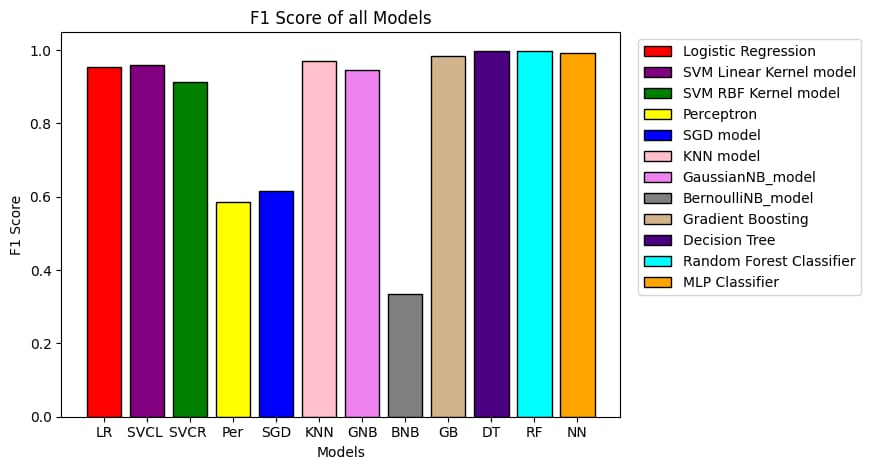 F1 Score of all Models
F1 Score
1.0
0.8
0.6
0.4
0.2
0.0
LR SVCL SVCR Per SGD KNN GNB BNB GB DT RF NN
Models
Logistic Regression
SVM Linear Kernel model
SVM RBF Kernel model
Perceptron
SGD model
KNN model
GaussianNB_model
BernoulliNB_model
Gradient Boosting
Decision Tree
Random Forest Classifier
MLP Classifier